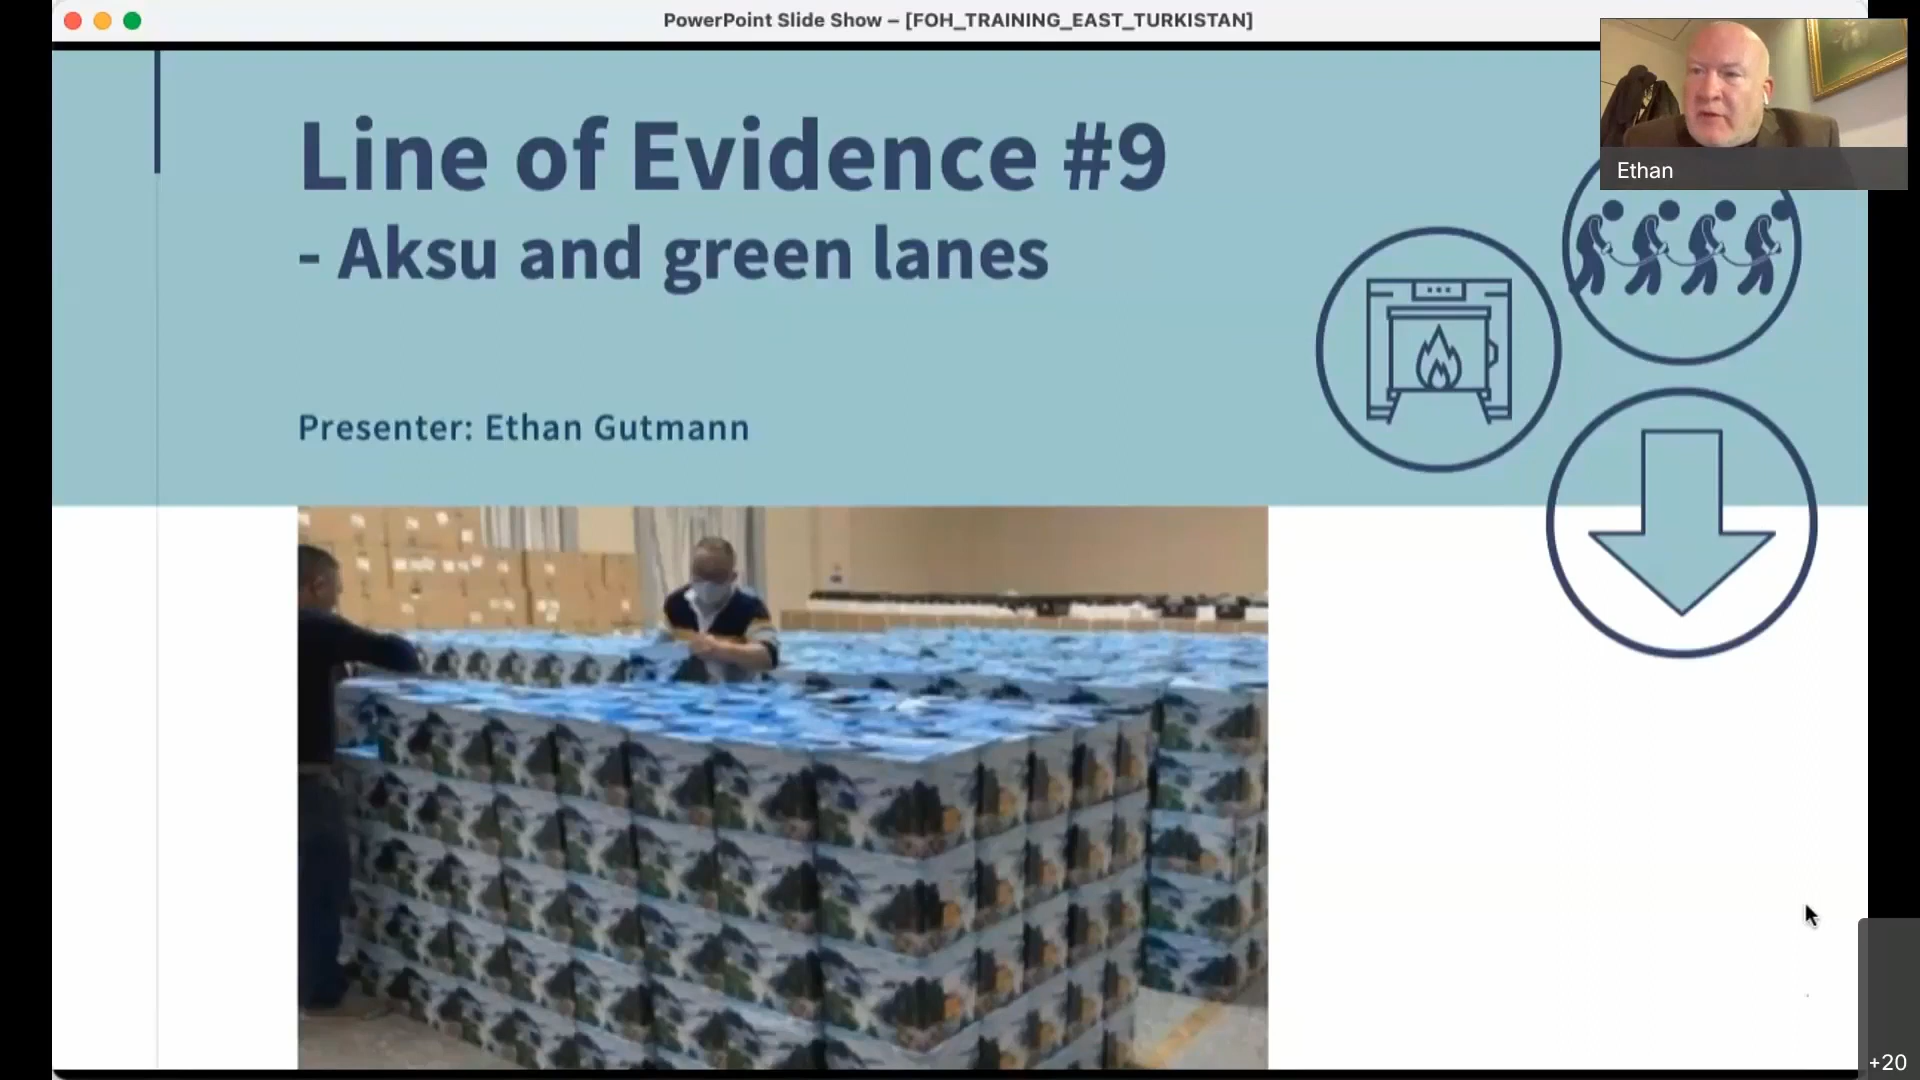 PowerPoint Slide Show – [FOH_TRAINING_EAST_TURKISTAN]
Ethan
Line of Evidence #9
- Aksu and green lanes
Presenter: Ethan Gutmann
+20